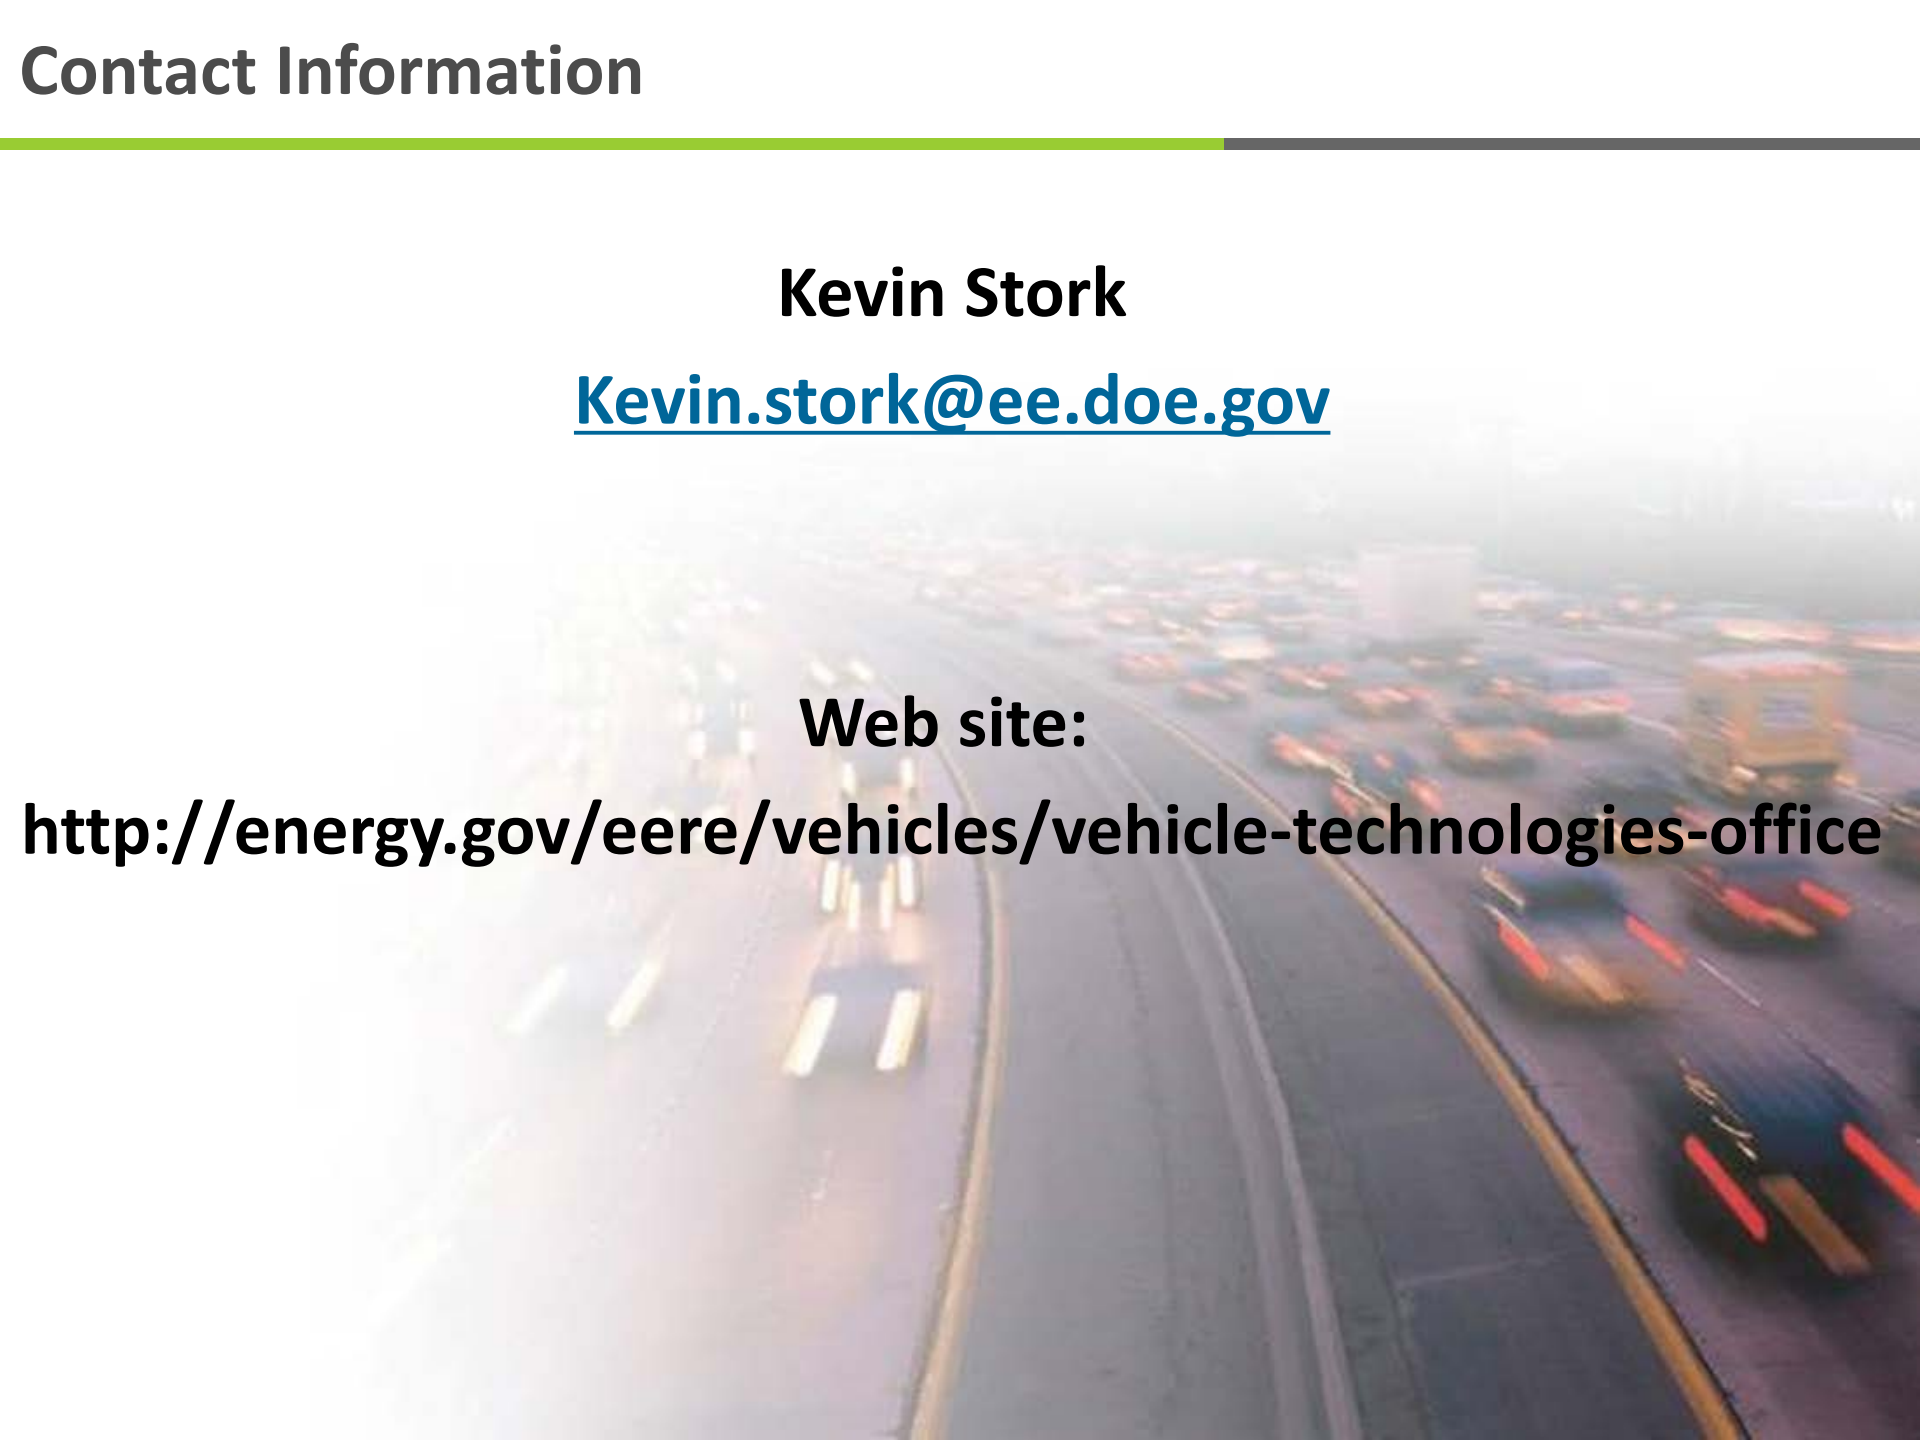 Contact Information
Kevin Stork
Kevin.stork@ee.doe.gov
Web site:
http://energy.gov/eere/vehicles/vehicle-technologies-office